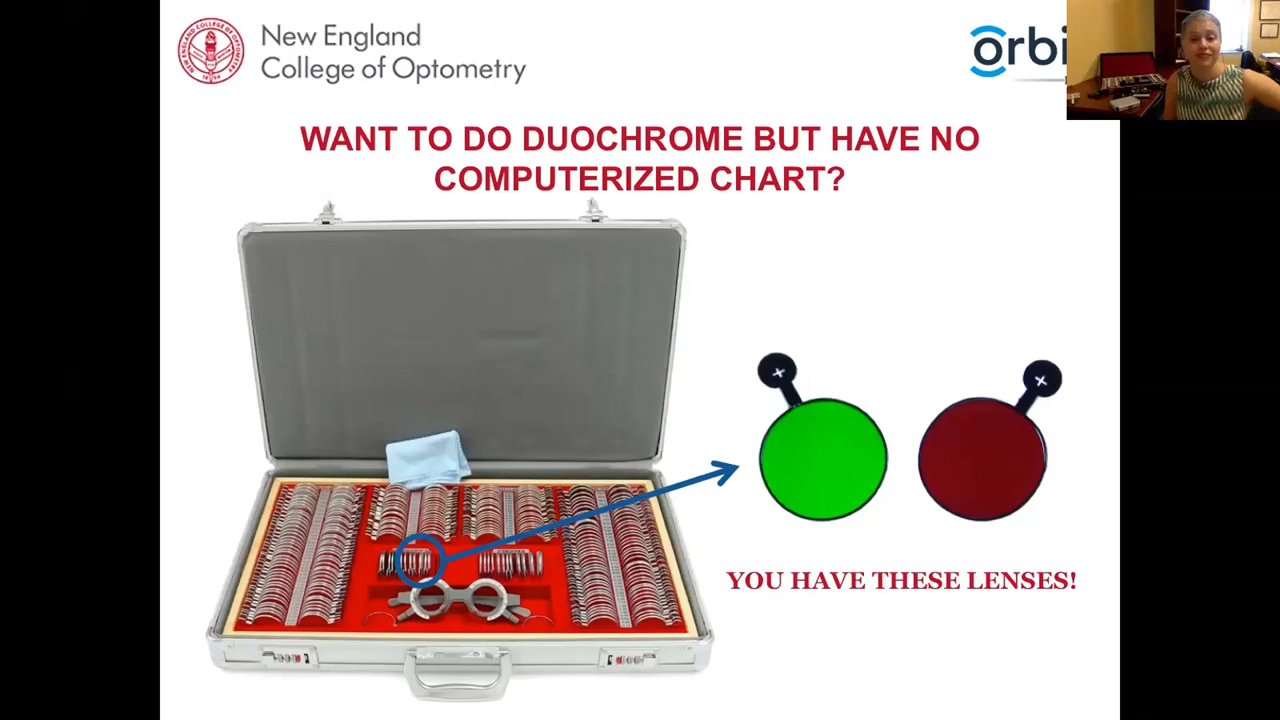 New England
College of Optometry
orbi
WANT TO DO DUOCHROME BUT HAVE NO
COMPUTERIZED CHART?
YOU HAVE THESE LENSES!